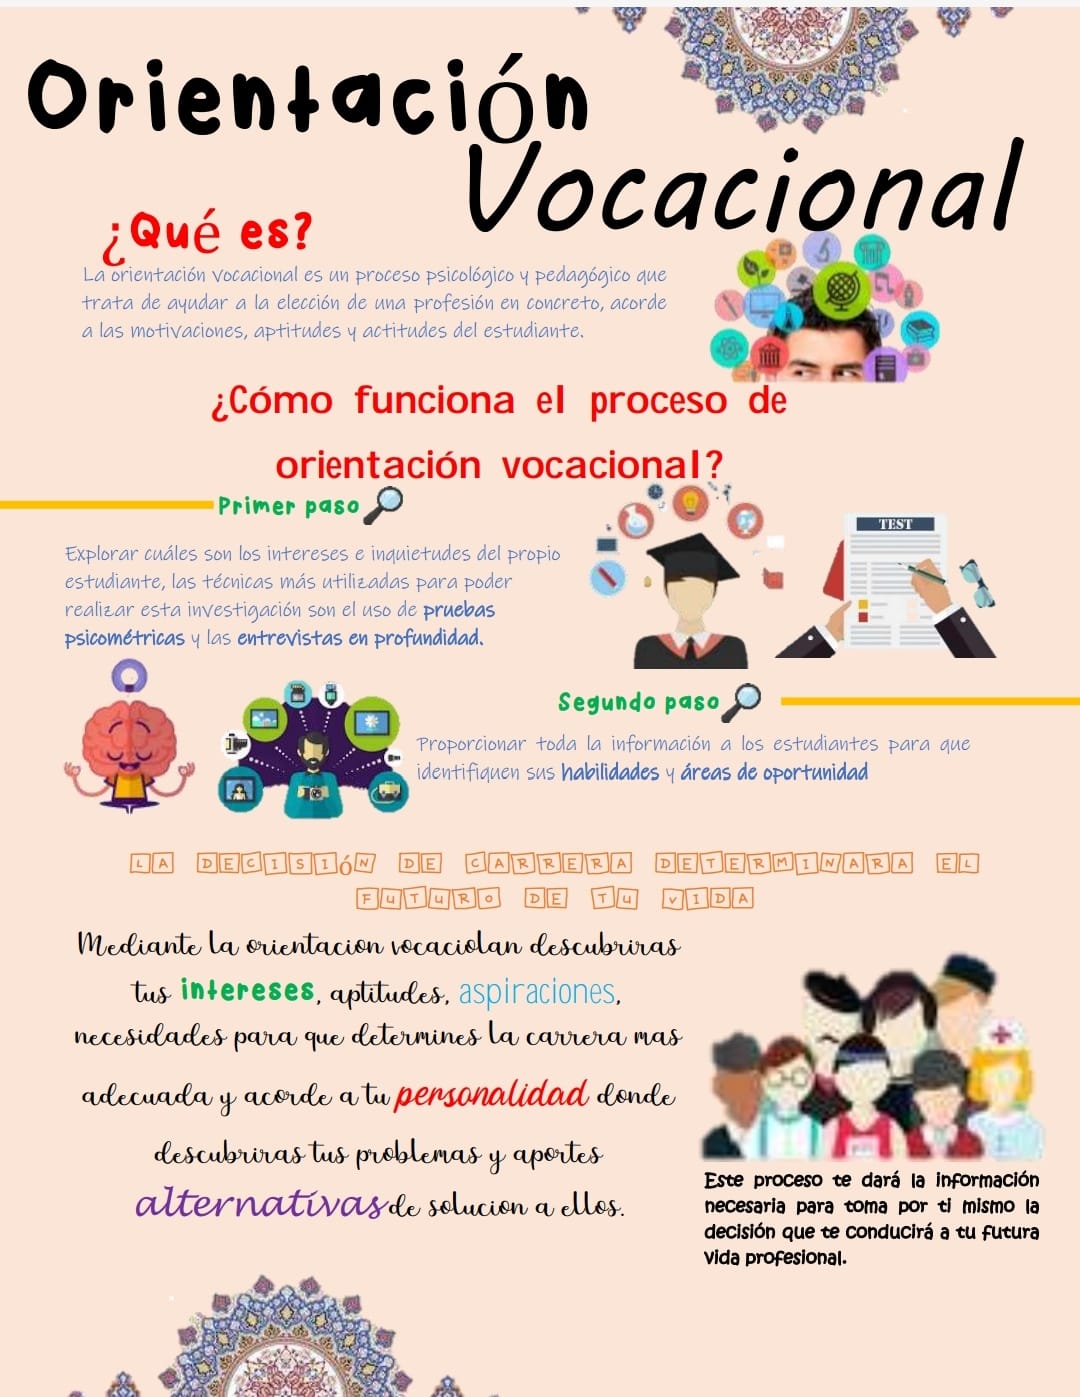 Orientación
Vocacional
¿Qué es?
La orientación vocacional es un proceso psicológico y pedagógico que
trata de ayudar a la elección de una profesión en concreto, acorde
a las motivaciones, aptitudes y actitudes del estudiante.
¿Cómo funciona el proceso de
orientación vocacional?
Primer paso
TEST
Explorar cuáles son los intereses e inquietudes del propio
estudiante, las técnicas más utilizadas para poder
realizar esta investigación son el uso de pruebas
psicométricas y las entrevistas en profundidad.
Segundo paso
Proporcionar toda la información a los estudiantes para que
identifiquen sus habilidades y áreas de oportunidad
LA DECISIóN DE CARRERA DETERMINARA EL
FUTURO DE TU VIDA
Mediante la orientacion vocaciolan descubriras
tus intereses, aptitudes, aspiraciones,
necesidades para que determines la carrera mas
adecuada y acorde a tu personalidad donde
descubriras tus problemas y aportes
alternativas de solucion a ellos.
Este proceso te dará la información
necesaria para toma por ti mismo la
decisión que te conducirá a tu futura
vida profesional.